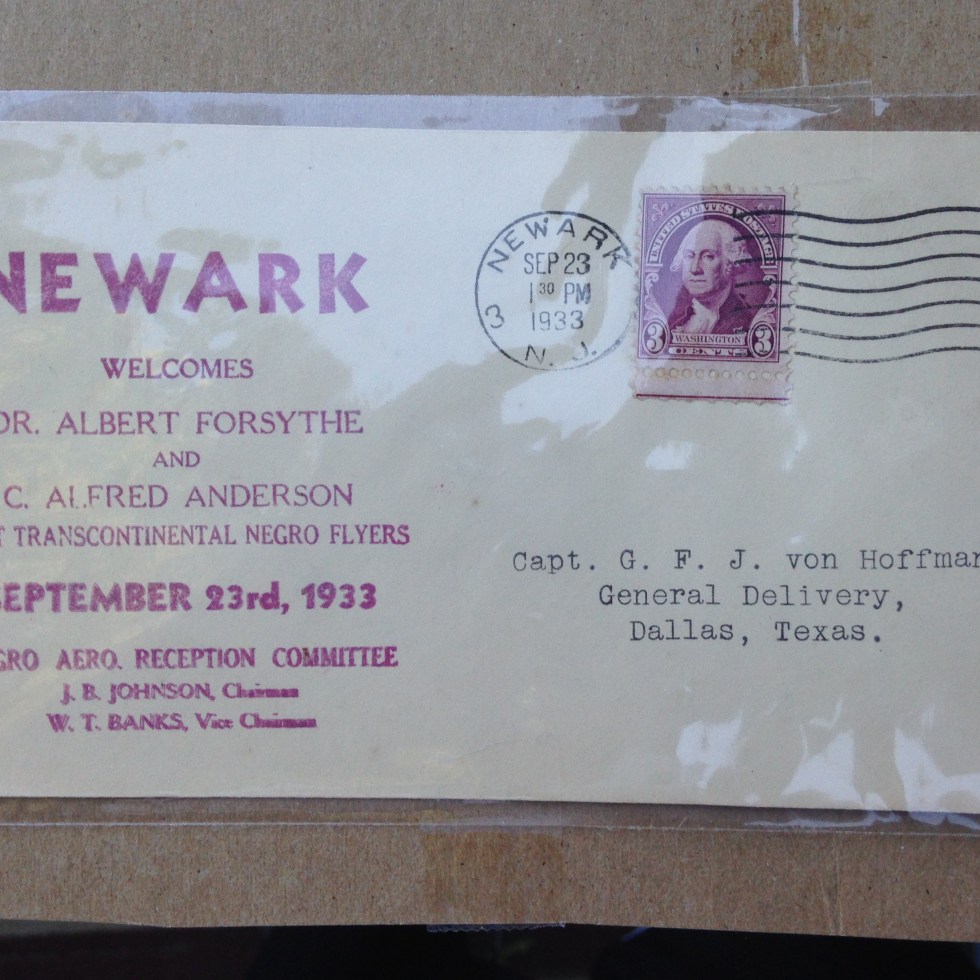 NEWARK
WELCOMES
DR. ALBERT FORSYTHE
AND
C. ALFRED ANDERSON
TRANSCONTINENTAL NEGRO FLYERS
SEPTEMBER 23rd, 1933
GRO AERO. RECEPTION COMMITTEE
J. B. JOHNSON, Chairman
W. T. BANKS, Vice Chairman
NEWARK
SEP 23
1 30 PM
1933
3 N. J.
UNITED STATES POSTAGE
WASHINGTON
3 CENTS 3
Capt. G. F. J. von Hoffman
General Delivery,
Dallas, Texas.